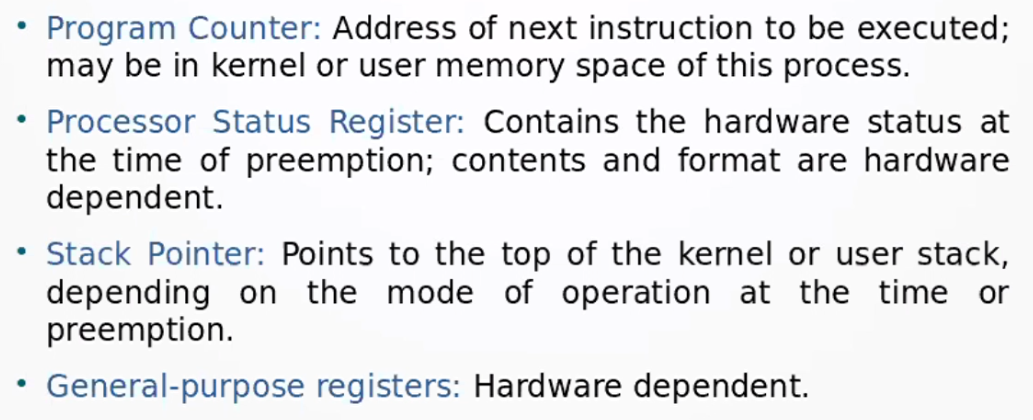 • Program Counter: Address of next instruction to be executed;
may be in kernel or user memory space of this process.
• Processor Status Register: Contains the hardware status at
the time of preemption; contents and format are hardware
dependent.
• Stack Pointer: Points to the top of the kernel or user stack,
depending on the mode of operation at the time or
preemption.
• General-purpose registers: Hardware dependent.